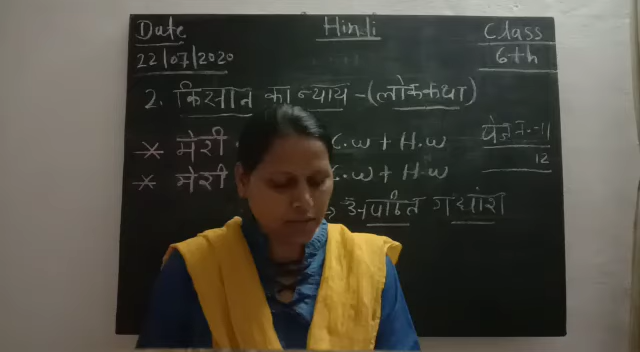 Date Hindi Class
22/07/2020 6th
2. किसान का न्याय - (लोककथा)
* मेरी C.W + H.W पेज नं.-11
* मेरी C.W + H.W 12
→ अपठित गद्यांश